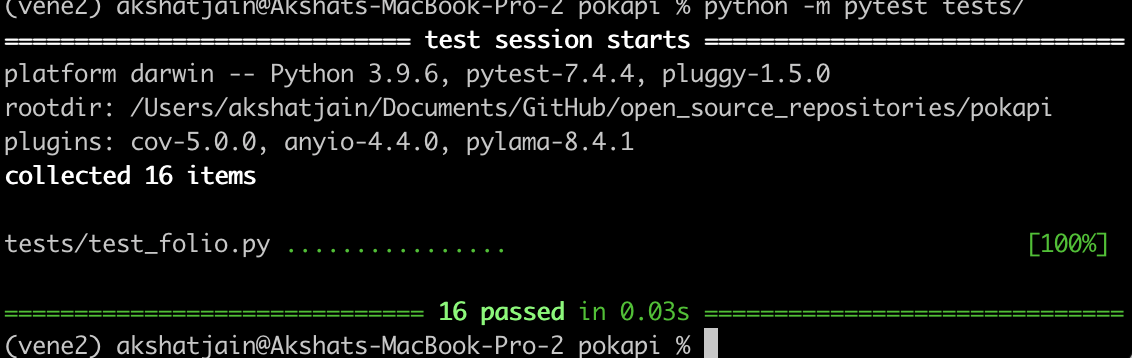 (vene2) akshatjain@Akshats-MacBook-Pro-2 pokapi % python -m pytest tests/
============================= test session starts ==============================
platform darwin -- Python 3.9.6, pytest-7.4.4, pluggy-1.5.0
rootdir: /Users/akshatjain/Documents/GitHub/open_source_repositories/pokapi
plugins: cov-5.0.0, anyio-4.4.0, pylama-8.4.1
collected 16 items
tests/test_folio.py ................ [100%]
============================== 16 passed in 0.03s ==============================
(vene2) akshatjain@Akshats-MacBook-Pro-2 pokapi %